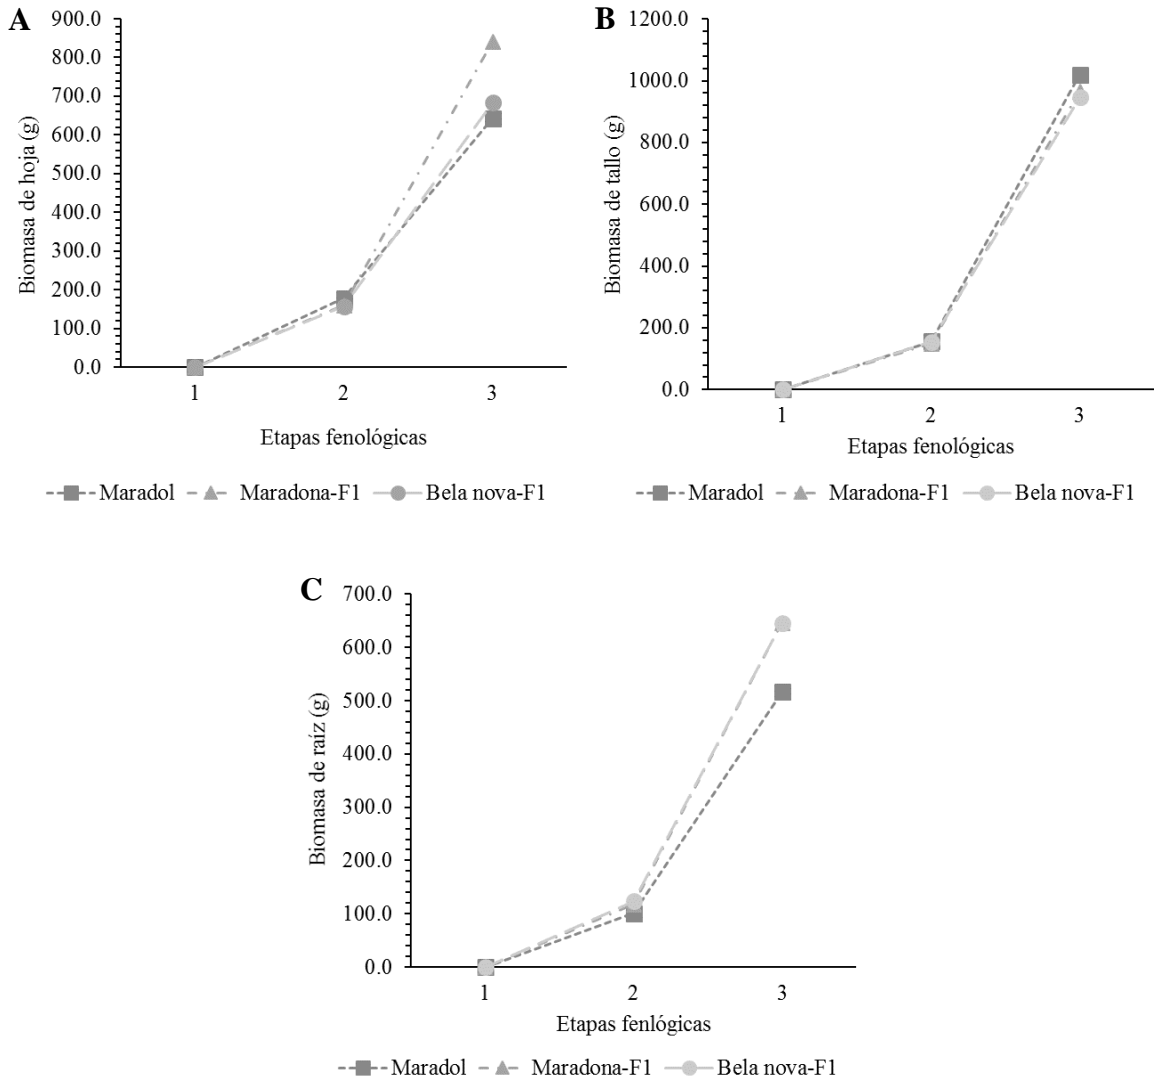 A
900.0
800.0
700.0
600.0
500.0
400.0
300.0
200.0
100.0
0.0
Biomasa de hoja (g)
1 2 3
Etapas fenológicas
Maradol Maradona-F1 Bela nova-F1
B
1200.0
1000.0
800.0
600.0
400.0
200.0
0.0
Biomasa de tallo (g)
1 2 3
Etapas fenológicas
Maradol Maradona-F1 Bela nova-F1
C
700.0
600.0
500.0
400.0
300.0
200.0
100.0
0.0
Biomasa de raíz (g)
1 2 3
Etapas fenlógicas
Maradol Maradona-F1 Bela nova-F1